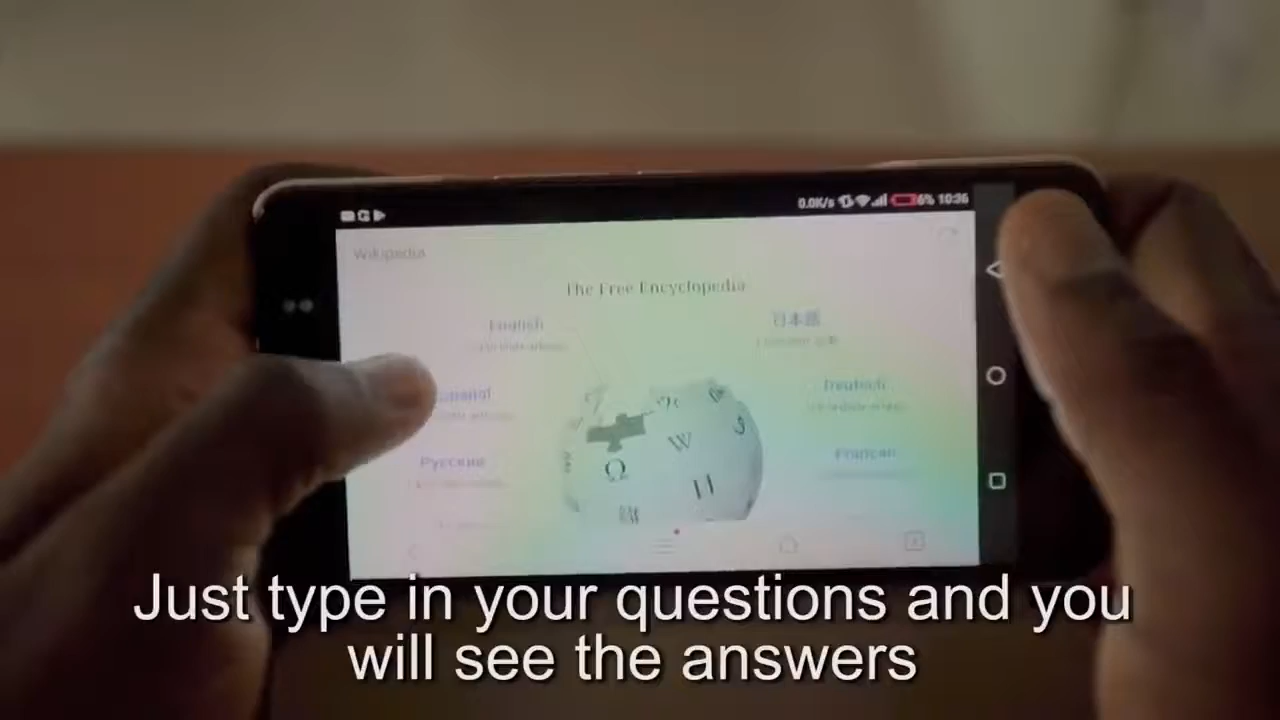 0.0K/s 6% 10:36
Wikipedia
The Free Encyclopedia
English
日本語
Español
Deutsch
Русский
Français
Ω W
Just type in your questions and you
will see the answers